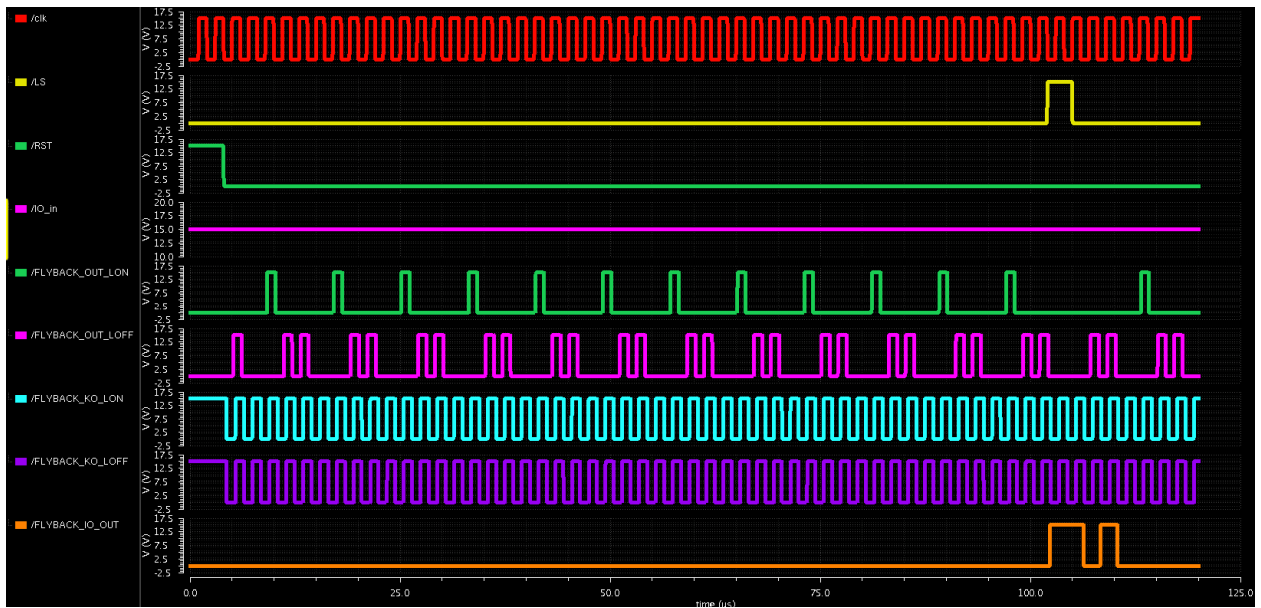 /clk
17.5
12.5
7.5
2.5
-2.5
V (V)
/LS
17.5
12.5
7.5
2.5
-2.5
V (V)
/RST
17.5
12.5
7.5
2.5
-2.5
V (V)
/IO_in
20.0
17.5
15.0
12.5
10.0
V (V)
/FLYBACK_OUT_LON
17.5
12.5
7.5
2.5
-2.5
V (V)
/FLYBACK_OUT_LOFF
17.5
12.5
7.5
2.5
-2.5
V (V)
/FLYBACK_KO_LON
17.5
12.5
7.5
2.5
-2.5
V (V)
/FLYBACK_KO_LOFF
17.5
12.5
7.5
2.5
-2.5
V (V)
/FLYBACK_IO_OUT
17.5
12.5
7.5
2.5
-2.5
V (V)
0.0 25.0 50.0 75.0 100.0 125.0
time (us)